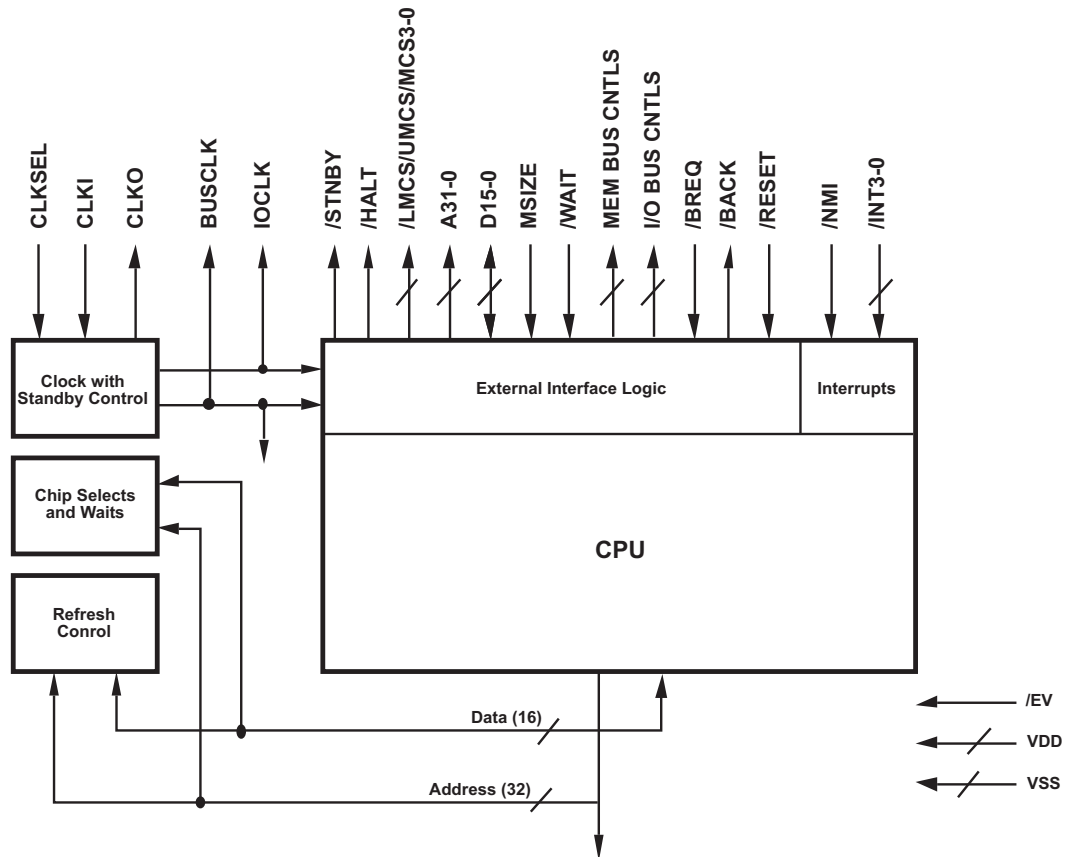 CLKSEL
CLKI
CLKO
BUSCLK
IOCLK
/STNBY
/HALT
/LMCS/UMCS/MCS3-0
A31-0
D15-0
MSIZE
/WAIT
MEM BUS CNTLS
I/O BUS CNTLS
/BREQ
/BACK
/RESET
/NMI
/INT3-0
Clock with
Standby Control
External Interface Logic
Interrupts
Chip Selects
and Waits
CPU
Refresh
Conrol
Data (16)
Address (32)
/EV
VDD
VSS